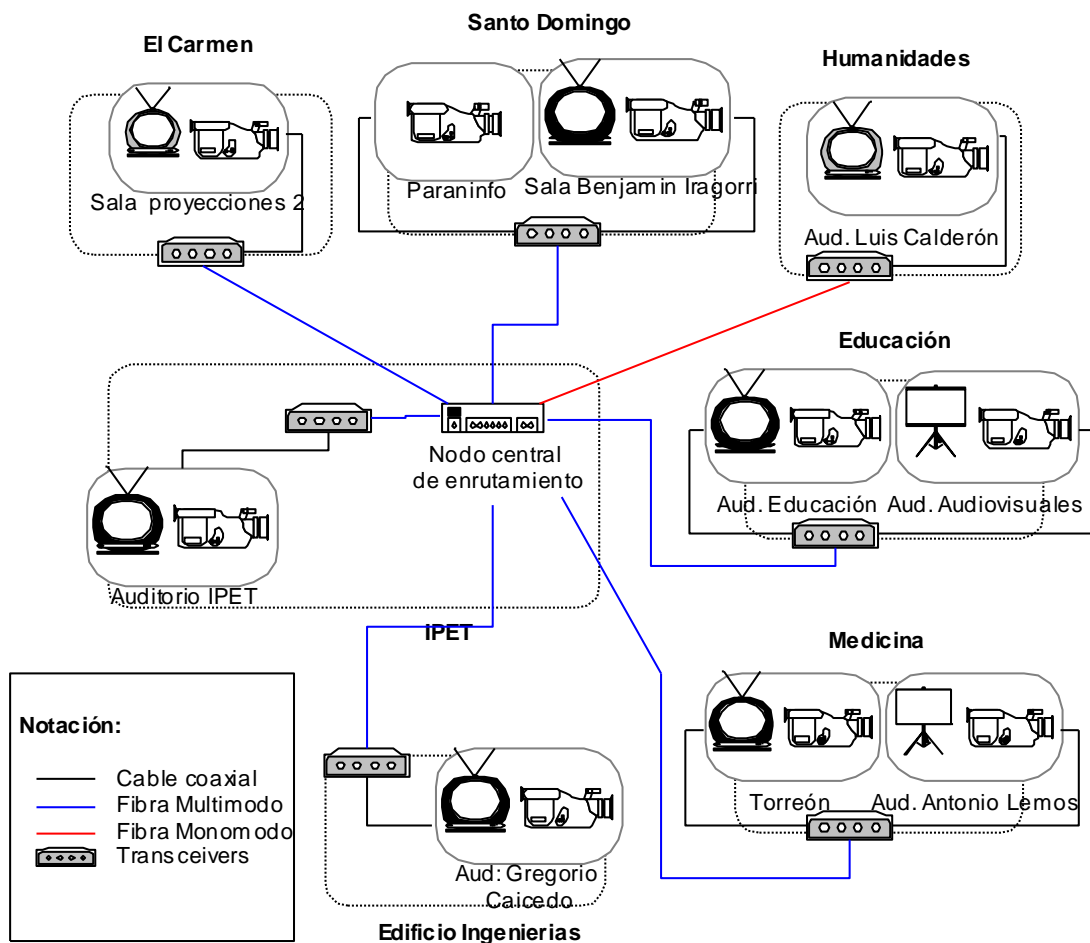 Santo Domingo
El Carmen
Humanidades
Sala proyecciones 2
Paraninfo
Sala Benjamin Iragorri
Aud. Luis Calderón
Educación
Nodo central
de enrutamiento
Aud. Educación
Aud. Audiovisuales
Auditorio IPET
IPET
Medicina
Notación:
Cable coaxial
Fibra Multimodo
Fibra Monomodo
Transceivers
Torreón
Aud. Antonio Lemos
Aud: Gregorio
Caicedo
Edificio Ingenierias